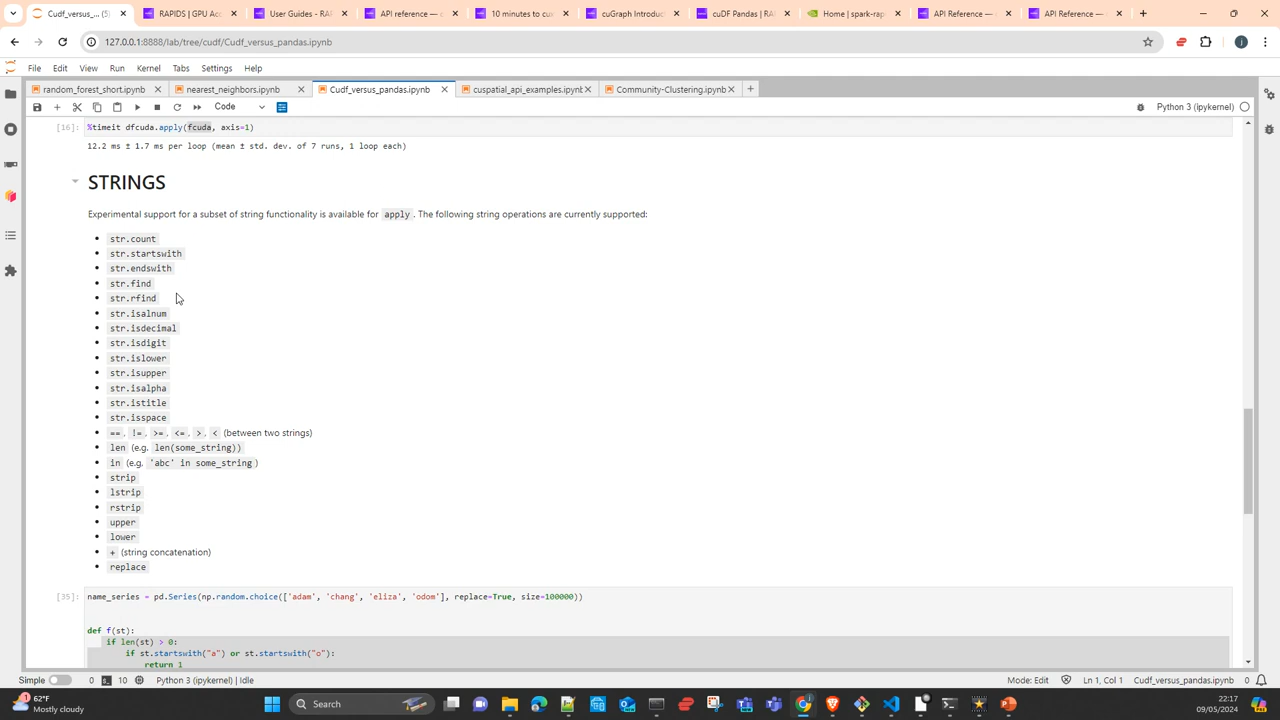 Cudf_versus_... (5)
RAPIDS | GPU Acc
User Guides - RAPI
API reference — c
10 minutes to cu
cuGraph Introduc
cuDF Pandas | RA
Home | spark-rap
API Reference —
API Reference —
127.0.0.1:8888/lab/tree/cudf/Cudf_versus_pandas.ipynb
File Edit View Run Kernel Tabs Settings Help
random_forest_short.ipynb
nearest_neighbors.ipynb
Cudf_versus_pandas.ipynb
cuspatial_api_examples.ipynb
Community-Clustering.ipynb
Code
Python 3 (ipykernel)
[16]: %timeit dfcuda.apply(fcuda, axis=1)
12.2 ms ± 1.7 ms per loop (mean ± std. dev. of 7 runs, 1 loop each)
STRINGS
Experimental support for a subset of string functionality is available for apply . The following string operations are currently supported:
• str.count
• str.startswith
• str.endswith
• str.find
• str.rfind
• str.isalnum
• str.isdecimal
• str.isdigit
• str.islower
• str.isupper
• str.isalpha
• str.istitle
• str.isspace
• ==, !=, >=, <=, >, < (between two strings)
• len (e.g. len(some_string))
• in (e.g. 'abc' in some_string )
• strip
• lstrip
• rstrip
• upper
• lower
• + (string concatenation)
• replace
[35]: name_series = pd.Series(np.random.choice(['adam', 'chang', 'eliza', 'odom'], replace=True, size=100000))
def f(st):
if len(st) > 0:
if st.startswith("a") or st.startswith("o"):
return 1
Simple 0 10 Python 3 (ipykernel) | Idle Mode: Edit Ln 1, Col 1 Cudf_versus_pandas.ipynb 0
1 62°F
Mostly cloudy
Search
22:17
09/05/2024